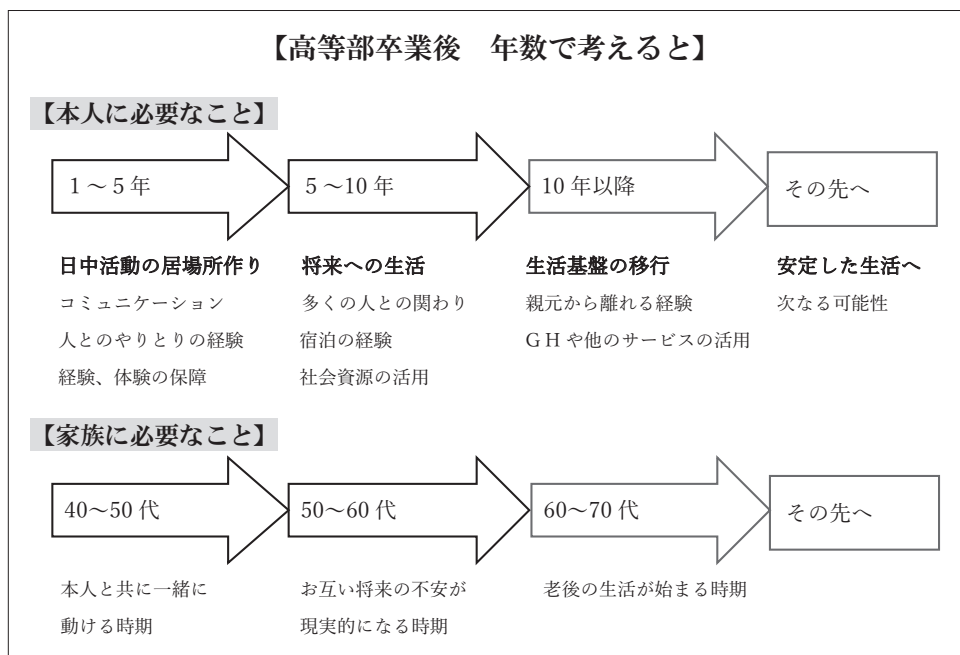 【高等部卒業後　年数で考えると】
【本人に必要なこと】
1～5年
5～10年
10年以降
その先へ
日中活動の居場所作り
コミュニケーション
人とのやりとりの経験
経験、体験の保障
将来への生活
多くの人との関わり
宿泊の経験
社会資源の活用
生活基盤の移行
親元から離れる経験
ＧＨや他のサービスの活用
安定した生活へ
次なる可能性
【家族に必要なこと】
40～50代
50～60代
60～70代
その先へ
本人と共に一緒に
動ける時期
お互い将来の不安が
現実的になる時期
老後の生活が始まる時期